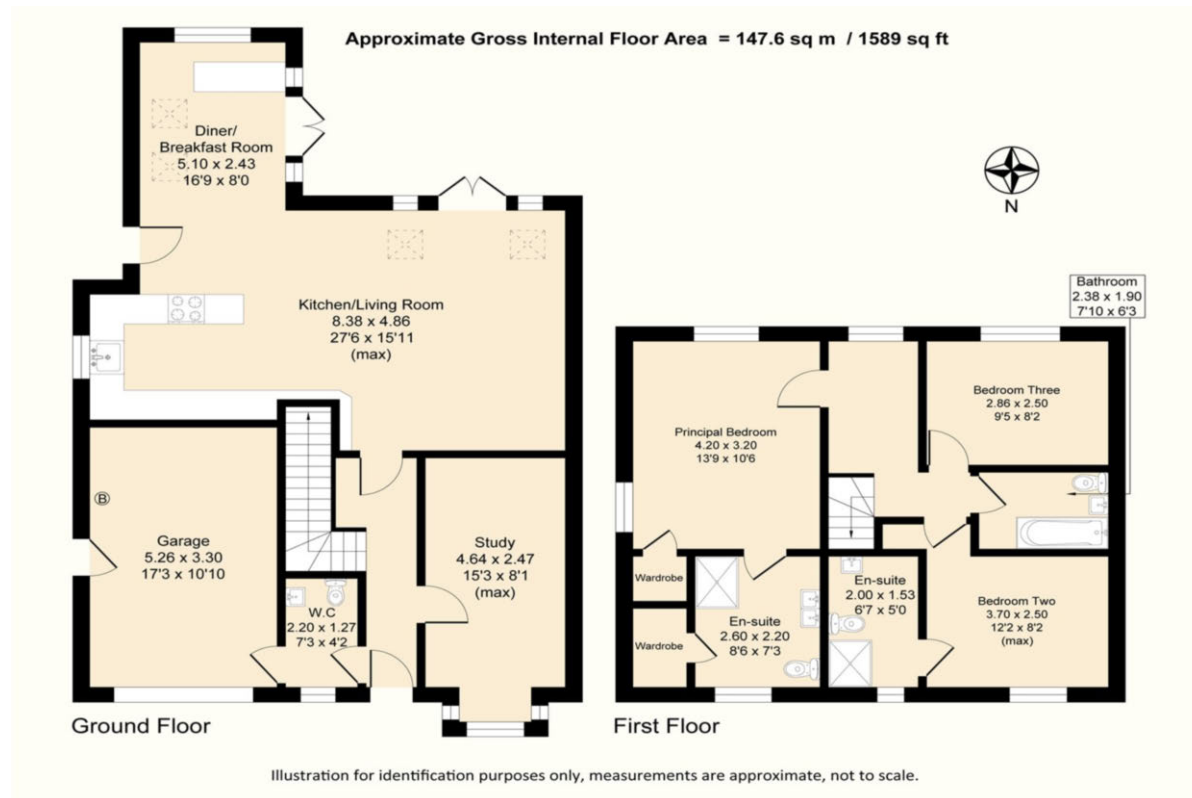 Approximate Gross Internal Floor Area = 147.6 sq m / 1589 sq ft
Diner/
Breakfast Room
5.10 x 2.43
16'9 x 8'0
N
Kitchen/Living Room
8.38 x 4.86
27'6 x 15'11
(max)
B
Garage
5.26 x 3.30
17'3 x 10'10
Study
4.64 x 2.47
15'3 x 8'1
(max)
W.C
2.20 x 1.27
7'3 x 4'2
Ground Floor
Bathroom
2.38 x 1.90
7'10 x 6'3
Principal Bedroom
4.20 x 3.20
13'9 x 10'6
Bedroom Three
2.86 x 2.50
9'5 x 8'2
Wardrobe
Wardrobe
En-suite
2.60 x 2.20
8'6 x 7'3
En-suite
2.00 x 1.53
6'7 x 5'0
Bedroom Two
3.70 x 2.50
12'2 x 8'2
(max)
First Floor
Illustration for identification purposes only, measurements are approximate, not to scale.